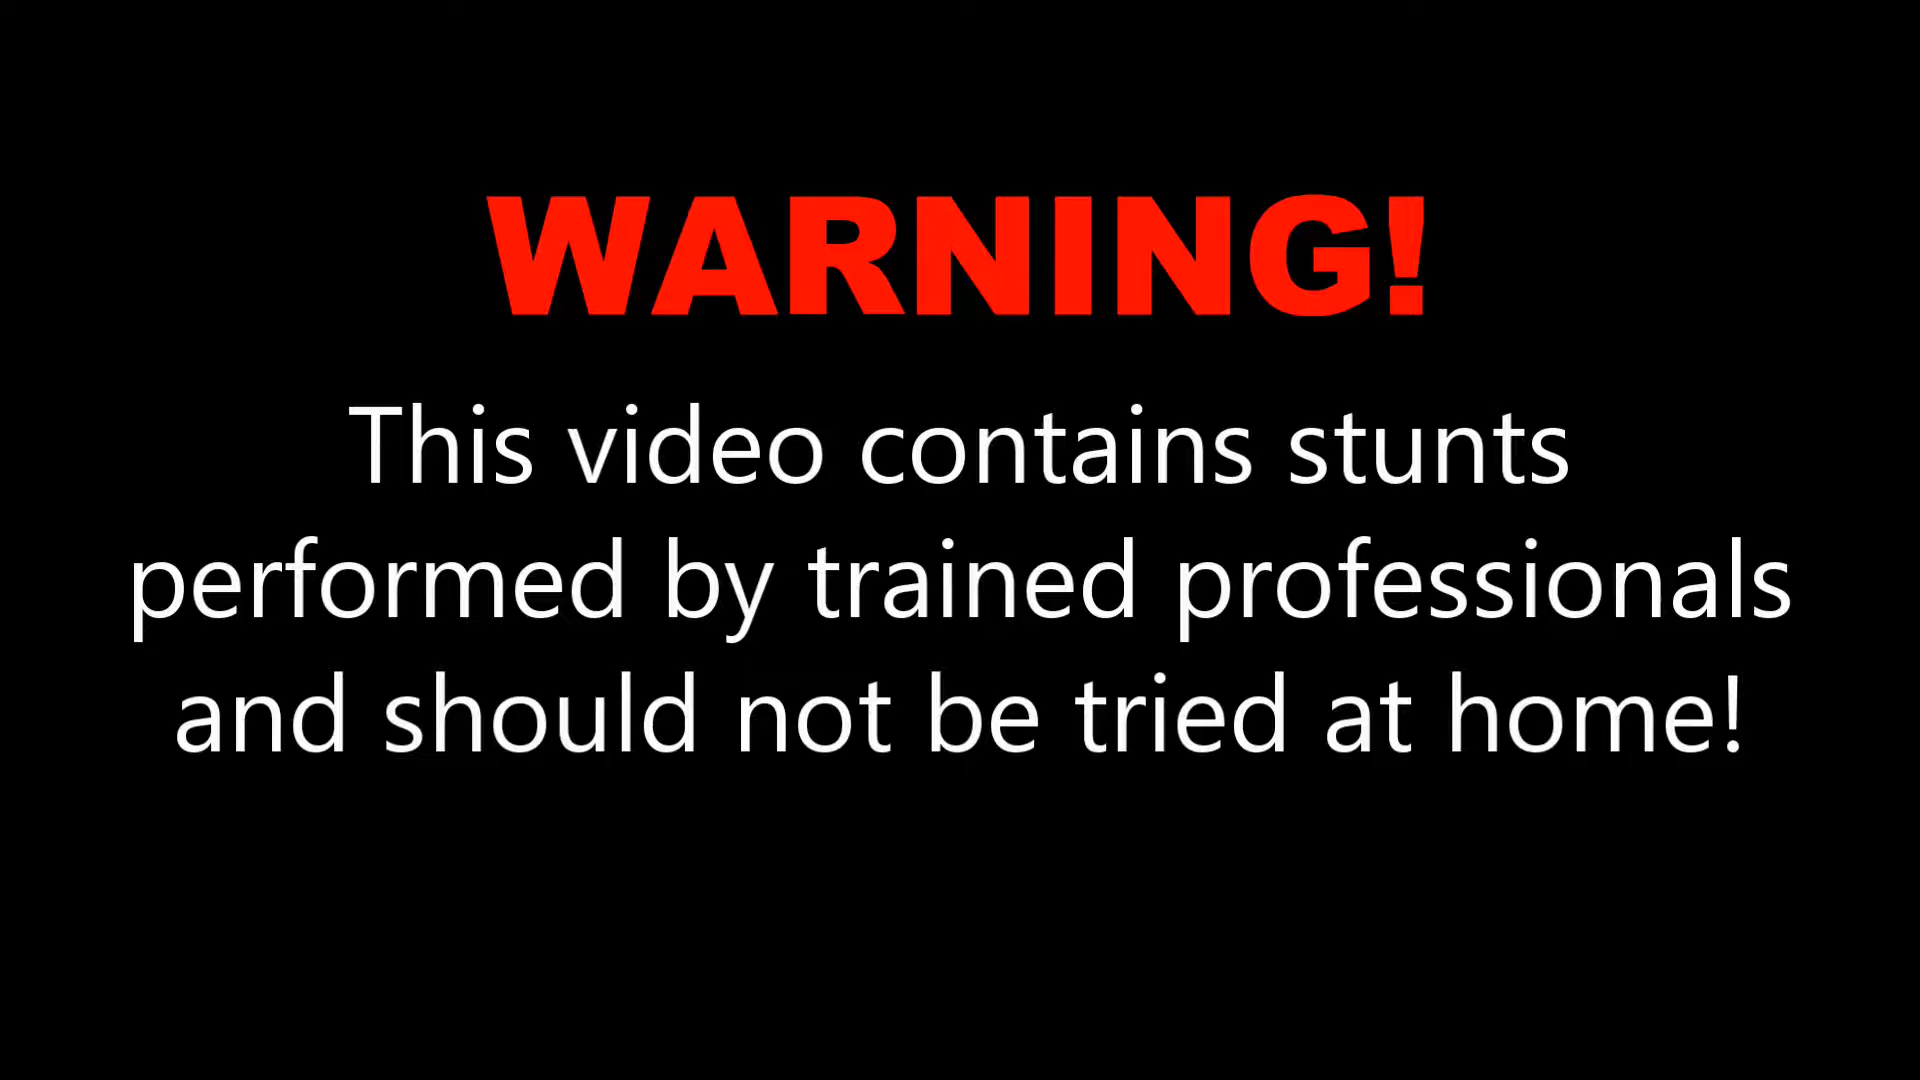 WARNING!
This video contains stunts
performed by trained professionals
and should not be tried at home!